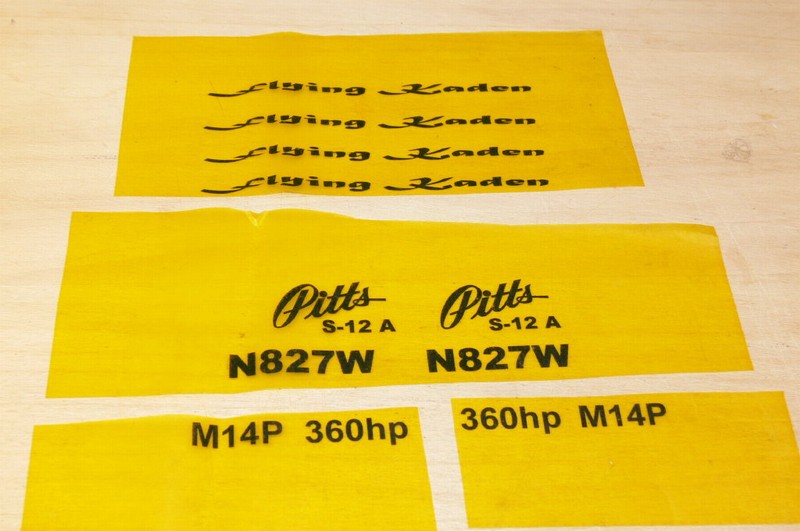 Flying Kaden
Flying Kaden
Flying Kaden
Flying Kaden
Pitts Pitts
S-12 A S-12 A
N827W N827W
M14P 360hp 360hp M14P